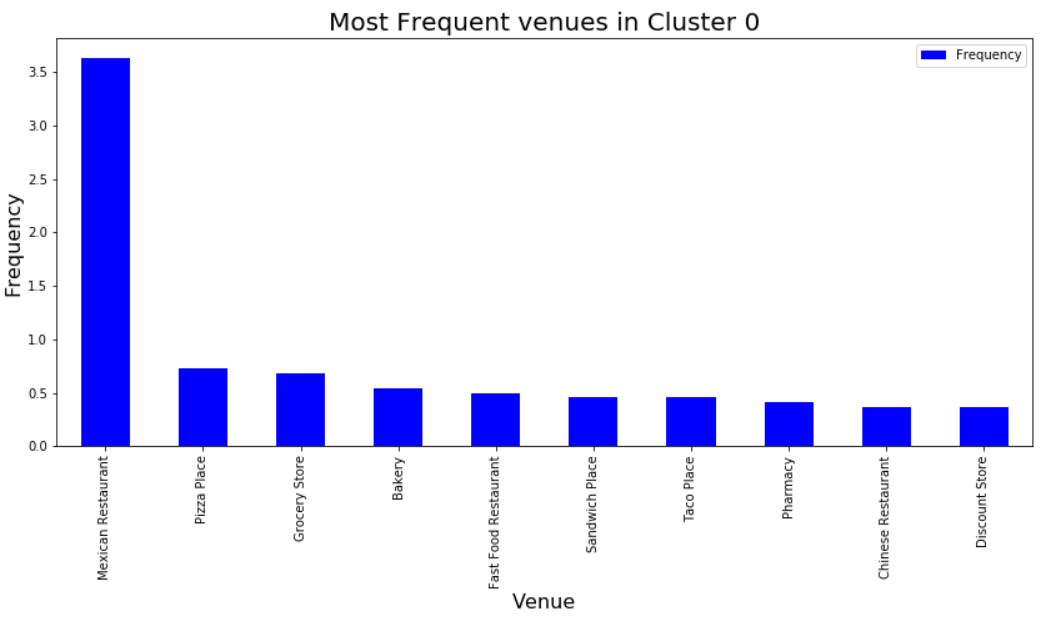 Most Frequent venues in Cluster 0
Frequency
Frequency
3.5
3.0
2.5
2.0
1.5
1.0
0.5
0.0
Mexican Restaurant
Pizza Place
Grocery Store
Bakery
Fast Food Restaurant
Sandwich Place
Taco Place
Pharmacy
Chinese Restaurant
Discount Store
Venue